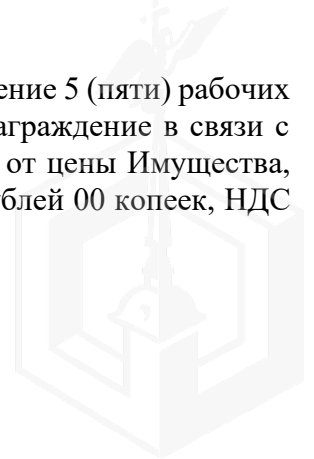 ение 5 (пяти) рабочих
аграждение в связи с
от цены Имущества,
блей 00 копеек, НДС